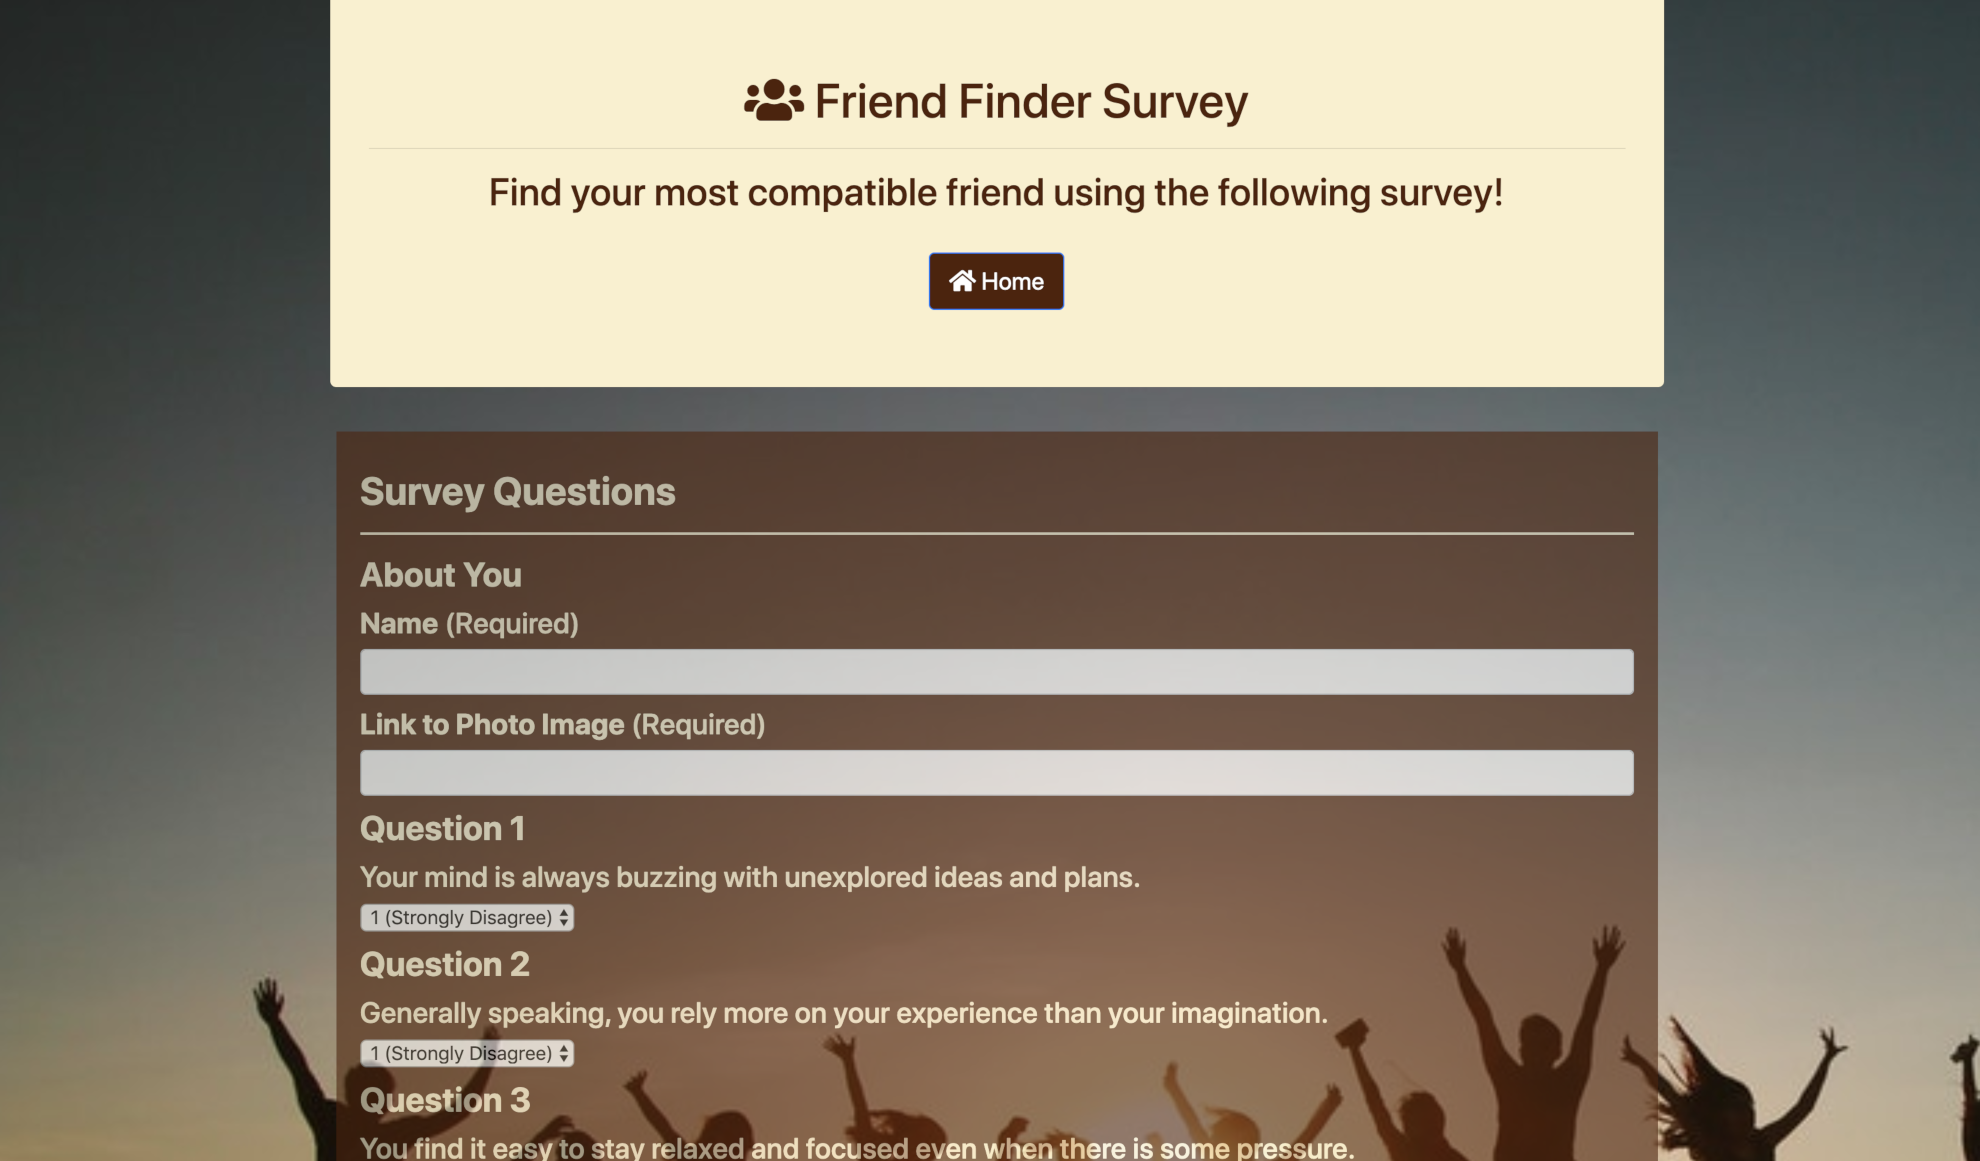 Friend Finder Survey
Find your most compatible friend using the following survey!
Home
Survey Questions
About You
Name (Required)
Link to Photo Image (Required)
Question 1
Your mind is always buzzing with unexplored ideas and plans.
1 (Strongly Disagree)
Question 2
Generally speaking, you rely more on your experience than your imagination.
1 (Strongly Disagree)
Question 3
You find it easy to stay relaxed and focused even when there is some pressure.